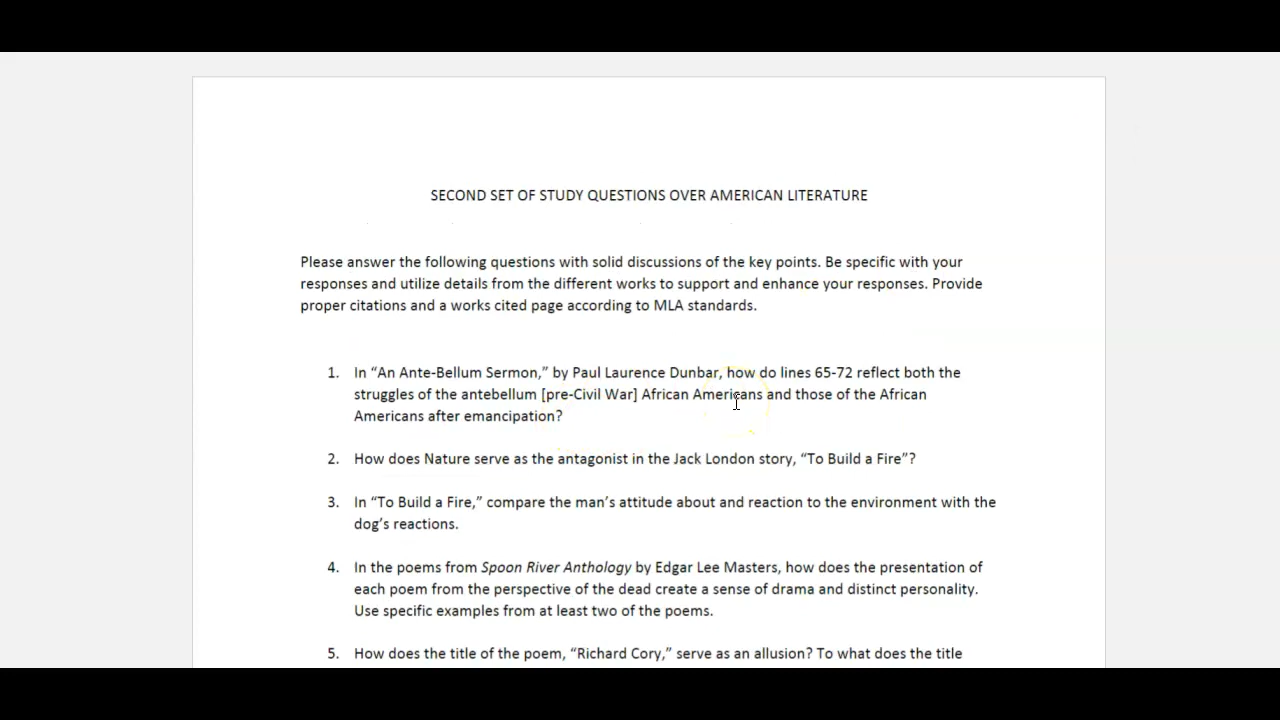 SECOND SET OF STUDY QUESTIONS OVER AMERICAN LITERATURE
Please answer the following questions with solid discussions of the key points. Be specific with your
responses and utilize details from the different works to support and enhance your responses. Provide
proper citations and a works cited page according to MLA standards.
1. In “An Ante-Bellum Sermon,” by Paul Laurence Dunbar, how do lines 65-72 reflect both the
struggles of the antebellum [pre-Civil War] African Americans and those of the African
Americans after emancipation?
2. How does Nature serve as the antagonist in the Jack London story, “To Build a Fire”?
3. In “To Build a Fire,” compare the man’s attitude about and reaction to the environment with the
dog’s reactions.
4. In the poems from Spoon River Anthology by Edgar Lee Masters, how does the presentation of
each poem from the perspective of the dead create a sense of drama and distinct personality.
Use specific examples from at least two of the poems.
5. How does the title of the poem, “Richard Cory,” serve as an allusion? To what does the title